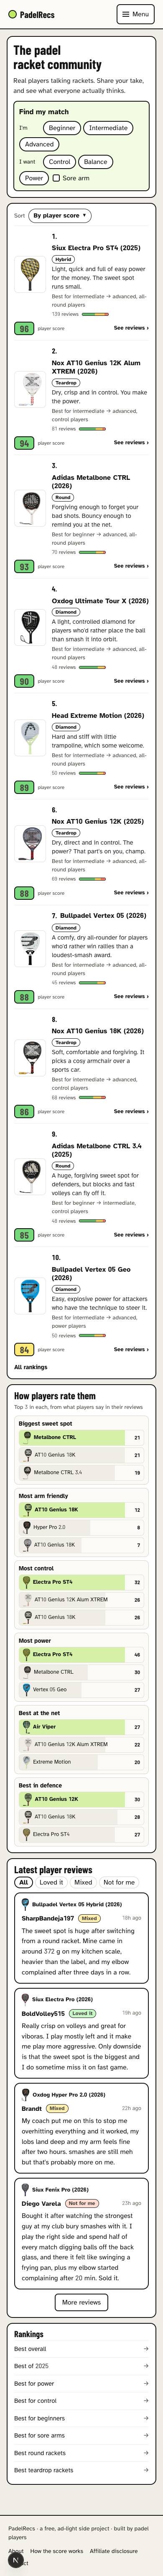 PadelRecs
Menu
The padel
racket community
Real players talking rackets. Share your take,
and see what everyone actually thinks.
Find my match
I'm
Beginner
Intermediate
Advanced
I want
Control
Balance
Power
Sore arm
Sort
By player score
1.
Siux Electra Pro ST4 (2025)
Hybrid
Light, quick and full of easy power
for the money. The sweet spot
runs small.
Best for intermediate → advanced, all-
round players
139 reviews
96
player score
See reviews ›
2.
Nox AT10 Genius 12K Alum
XTREM (2026)
Teardrop
Dry, crisp and in control. You make
the power.
Best for intermediate → advanced,
control players
81 reviews
94
player score
See reviews ›
3.
Adidas Metalbone CTRL
(2026)
Round
Forgiving enough to forget your
bad shots. Bouncy enough to
remind you at the net.
Best for beginner → advanced, all-
round players
70 reviews
93
player score
See reviews ›
4.
Oxdog Ultimate Tour X (2026)
Diamond
A light, controlled diamond for
players who'd rather place the ball
than smash it into orbit.
Best for intermediate → advanced, all-
round players
48 reviews
90
player score
See reviews ›
5.
Head Extreme Motion (2026)
Diamond
Hard and stiff with little
trampoline, which some welcome.
Best for intermediate → advanced, all-
round players
50 reviews
89
player score
See reviews ›
6.
Nox AT10 Genius 12K (2025)
Teardrop
Dry, direct and in control. The
power? That part's on you, champ.
Best for intermediate → advanced, all-
round players
69 reviews
88
player score
See reviews ›
7. Bullpadel Vertex 05 (2026)
Diamond
A comfy, dry all-rounder for players
who'd rather win rallies than a
loudest-smash award.
Best for intermediate → advanced, all-
round players
45 reviews
88
player score
See reviews ›
8.
Nox AT10 Genius 18K (2026)
Teardrop
Soft, comfortable and forgiving. It
picks a cosy armchair over a
sports car.
Best for intermediate → advanced
68 reviews
86
player score
See reviews ›
9.
Adidas Metalbone CTRL 3.4
(2025)
Round
A huge, forgiving sweet spot for
defenders, but blocks and fast
volleys can fly off it.
Best for beginner → intermediate,
control players
48 reviews
85
player score
See reviews ›
10.
Bullpadel Vertex 05 Geo
(2026)
Diamond
Easy, explosive power for attackers
who have the technique to steer it.
Best for intermediate → advanced,
power players
50 reviews
84
player score
See reviews ›
All rankings
How players rate them
Top 3 in each, from what players say in their reviews
Biggest sweet spot
Metalbone CTRL
21
AT10 Genius 18K
21
Metalbone CTRL 3.4
19
Most arm friendly
AT10 Genius 18K
12
Hyper Pro 2.0
8
AT10 Genius 18K
7
Most control
Electra Pro ST4
32
AT10 Genius 12K Alum XTREM
26
AT10 Genius 18K
26
Most power
Electra Pro ST4
48
Metalbone CTRL
30
Vertex 05 Geo
27
Best at the net
Air Viper
27
AT10 Genius 12K Alum XTREM
22
Extreme Motion
20
Best in defence
AT10 Genius 12K
30
AT10 Genius 18K
28
Electra Pro ST4
27
Latest player reviews
All
Loved it
Mixed
Not for me
Bullpadel Vertex 05 Hybrid (2026)
SharpBandeja197
Mixed
18h ago
The sweet spot is huge after switching
from a round racket. Mine came in
around 372 g on my kitchen scale,
heavier than the label, and my elbow
complained after three days in a row.
Siux Electra Pro (2026)
BoldVolley515
Loved it
19h ago
Really crisp on volleys and great for
viboras. I play mostly left and it makes
me play more aggressively. Only downside
is that the sweet spot is not the biggest and
I do sometime miss it on fast game.
Oxdog Hyper Pro 2.0 (2026)
Brandt
Mixed
22h ago
My coach put me on this to stop me
overhitting everything and it worked, my
lobs land deep and my arm feels fine
after two hours. smashes are still meh
but that's probably me tho.
Siux Fenix Pro (2026)
Diego Varela
Not for me
23h ago
Bought it after watching the strongest
guy at my club bury smashes with it. I
play the right side and spend half of
every match digging balls off the back
glass, and there it felt like swinging a
frying pan, plus my elbow started
complaining after 20 min. Sold it.
More reviews
Rankings
Best overall
Best of 2025
Best for power
Best for control
Best for beginners
Best for sore arms
Best round rackets
Best teardrop rackets
PadelRecs · a free, ad-light side project · built by padel
players
How the score works
Affiliate disclosure
N